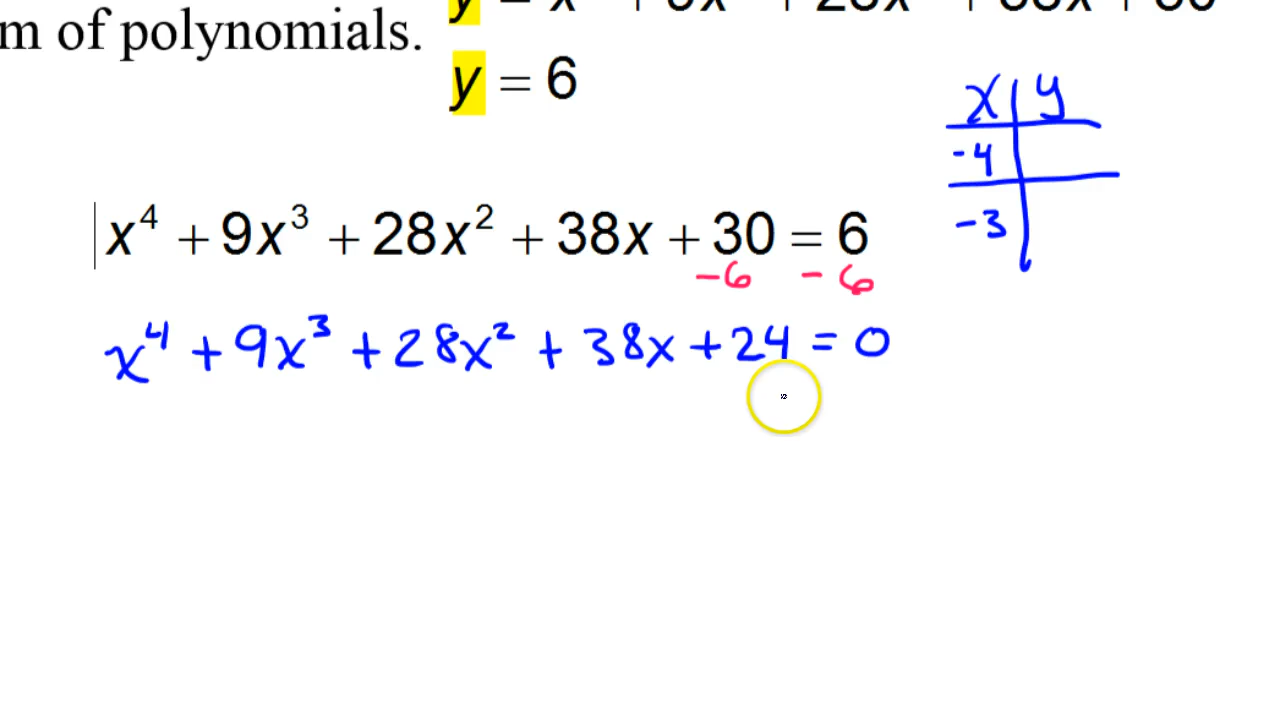 m of polynomials.
y = 6
x | y
-4
-3
x⁴ + 9x³ + 28x² + 38x + 30 = 6
-6 -6
x⁴ + 9x³ + 28x² + 38x + 24 = 0